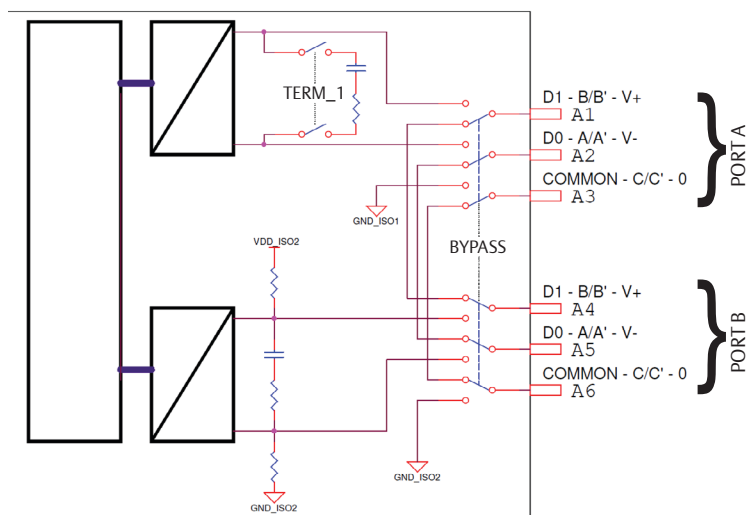 TERM_1
D1 - B/B' - V+
A1
D0 - A/A' - V-
A2
COMMON - C/C' - 0
A3
PORT A
GND_ISO1
VDD_ISO2
BYPASS
D1 - B/B' - V+
A4
D0 - A/A' - V-
A5
COMMON - C/C' - 0
A6
PORT B
GND_ISO2
GND_ISO2